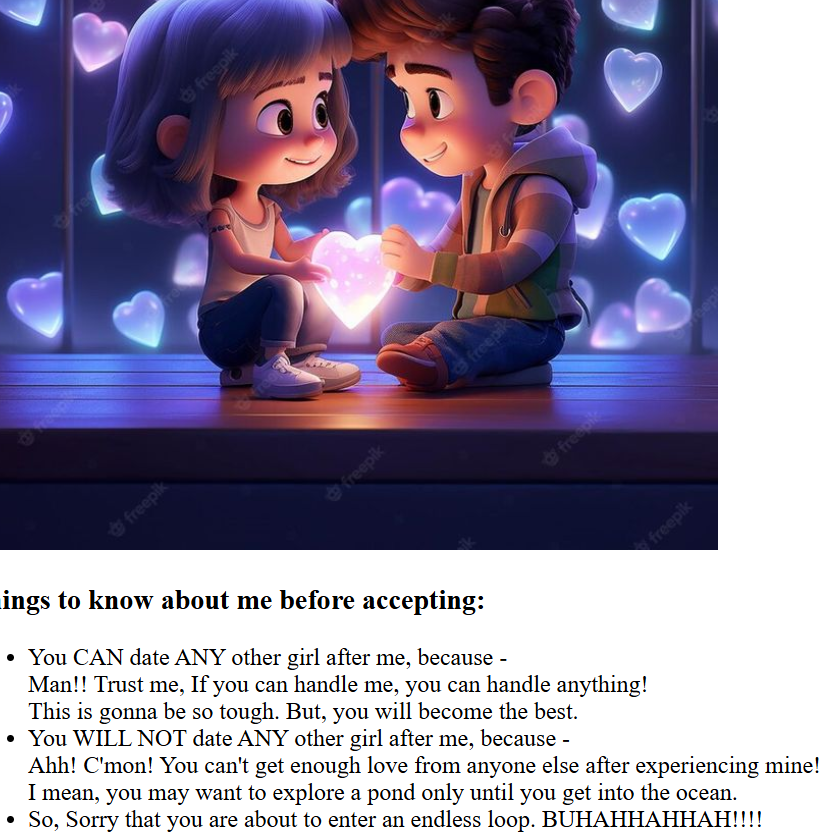 freepik
freepik
freepik
freepik
freepik
freepik
freepik
ings to know about me before accepting:
You CAN date ANY other girl after me, because -
Man!! Trust me, If you can handle me, you can handle anything!
This is gonna be so tough. But, you will become the best.
You WILL NOT date ANY other girl after me, because -
Ahh! C'mon! You can't get enough love from anyone else after experiencing mine!
I mean, you may want to explore a pond only until you get into the ocean.
So, Sorry that you are about to enter an endless loop. BUHAHHAHHAH!!!!